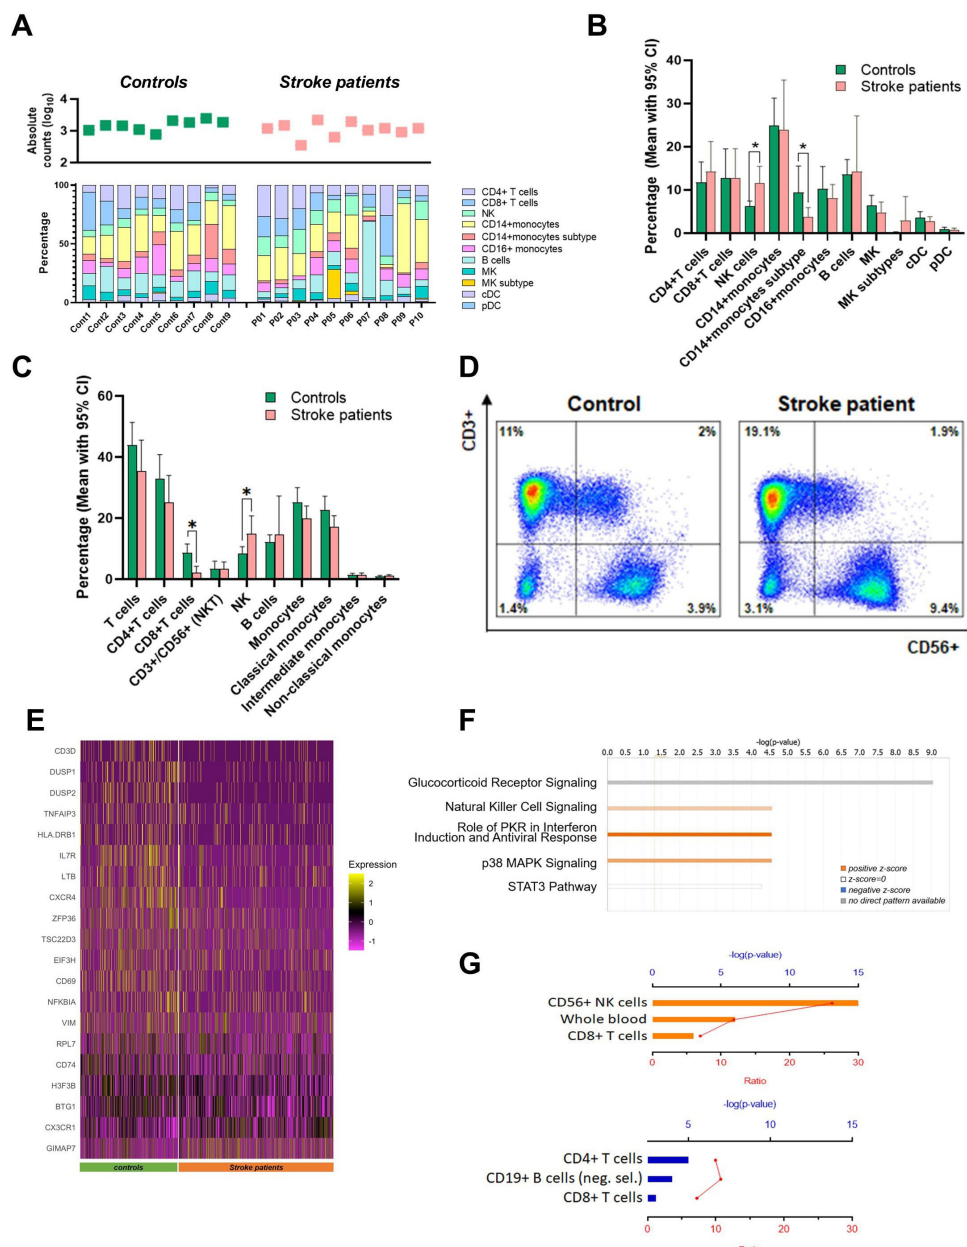 A
Controls
Stroke patients
Absolute
counts (log10)
4
3
2
Percentage
100
50
0
Cont1
Cont2
Cont3
Cont4
Cont5
Cont6
Cont7
Cont8
Cont9
P01
P02
P03
P04
P05
P06
P07
P08
P09
P10
CD4+ T cells
CD8+ T cells
NK
CD14+monocytes
CD14+monocytes subtype
CD16+ monocytes
B cells
MK
MK subtype
cDC
pDC
B
Percentage (Mean with 95% CI)
40
30
20
10
0
Controls
Stroke patients
*
*
CD4+T cells
CD8+T cells
NK cells
CD14+monocytes
CD14+monocytes subtype
CD16+monocytes
B cells
MK
MK subtypes
cDC
pDC
C
Percentage (Mean with 95% CI)
60
40
20
0
Controls
Stroke patients
*
*
T cells
CD4+T cells
CD8+T cells
CD3+/CD56+ (NKT)
NK
B cells
Monocytes
Classical monocytes
Intermediate monocytes
Non-classical monocytes
D
Control
Stroke patient
CD3+
11%
2%
1.4%
3.9%
19.1%
1.9%
3.1%
9.4%
CD56+
E
CD3D
DUSP1
DUSP2
TNFAIP3
HLA.DRB1
IL7R
LTB
CXCR4
ZFP36
TSC22D3
EIF3H
CD69
NFKBIA
VIM
RPL7
CD74
H3F3B
BTG1
CX3CR1
GIMAP7
controls
Stroke patients
Expression
2
1
0
-1
F
-log(p-value)
0.0 0.5 1.0 1.5 2.0 2.5 3.0 3.5 4.0 4.5 5.0 5.5 6.0 6.5 7.0 7.5 8.0 8.5 9.0
Glucocorticoid Receptor Signaling
Natural Killer Cell Signaling
Role of PKR in Interferon
Induction and Antiviral Response
p38 MAPK Signaling
STAT3 Pathway
positive z-score
z-score=0
negative z-score
no direct pattern available
G
-log(p-value)
0 5 10 15
CD56+ NK cells
Whole blood
CD8+ T cells
0 10 20 30
Ratio
-log(p-value)
5 15
CD4+ T cells
CD19+ B cells (neg. sel.)
CD8+ T cells
0 10 20 30
Ratio